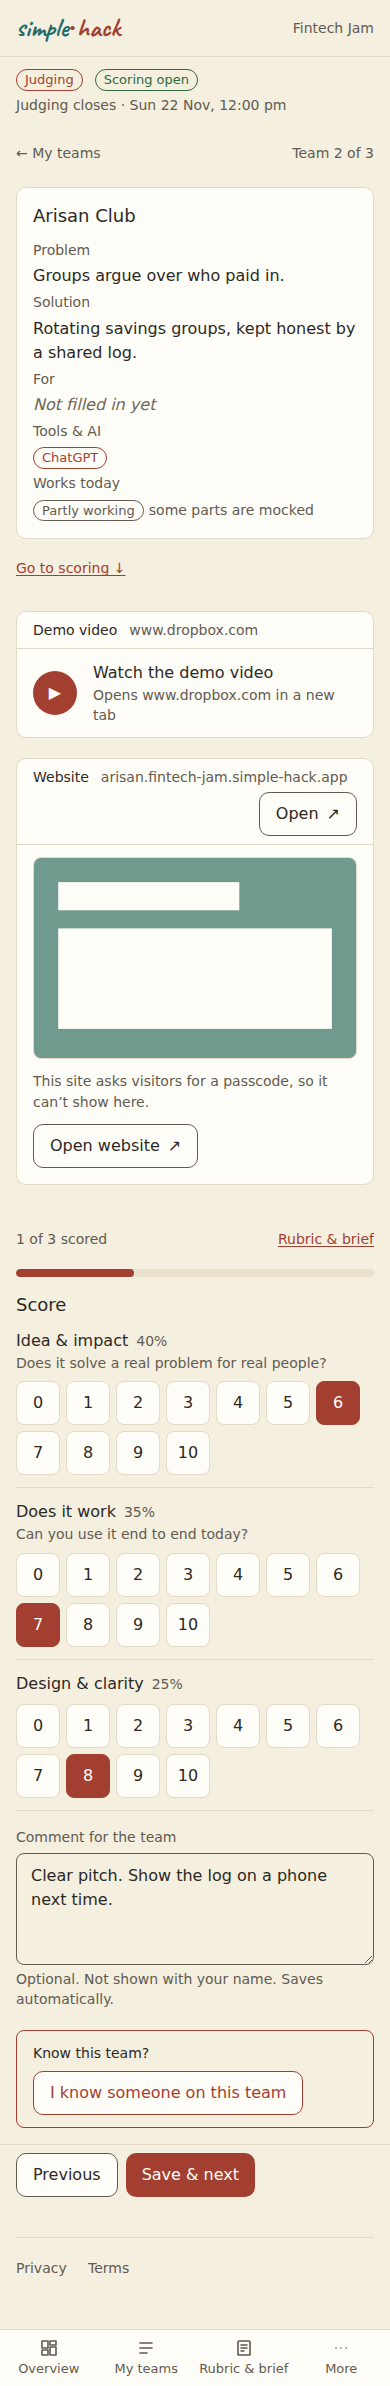 simple·hack
Fintech Jam
Judging
Scoring open
Judging closes · Sun 22 Nov, 12:00 pm
← My teams
Team 2 of 3
Arisan Club
Problem
Groups argue over who paid in.
Solution
Rotating savings groups, kept honest by
a shared log.
For
Not filled in yet
Tools & AI
ChatGPT
Works today
Partly working some parts are mocked
Go to scoring ↓
Demo video www.dropbox.com
Watch the demo video
Opens www.dropbox.com in a new
tab
Website arisan.fintech-jam.simple-hack.app
Open ↗
This site asks visitors for a passcode, so it
can’t show here.
Open website ↗
1 of 3 scored
Rubric & brief
Score
Idea & impact 40%
Does it solve a real problem for real people?
0 1 2 3 4 5 6
7 8 9 10
Does it work 35%
Can you use it end to end today?
0 1 2 3 4 5 6
7 8 9 10
Design & clarity 25%
0 1 2 3 4 5 6
7 8 9 10
Comment for the team
Clear pitch. Show the log on a phone
next time.
Optional. Not shown with your name. Saves
automatically.
Know this team?
I know someone on this team
Previous
Save & next
Privacy Terms
Overview My teams Rubric & brief More